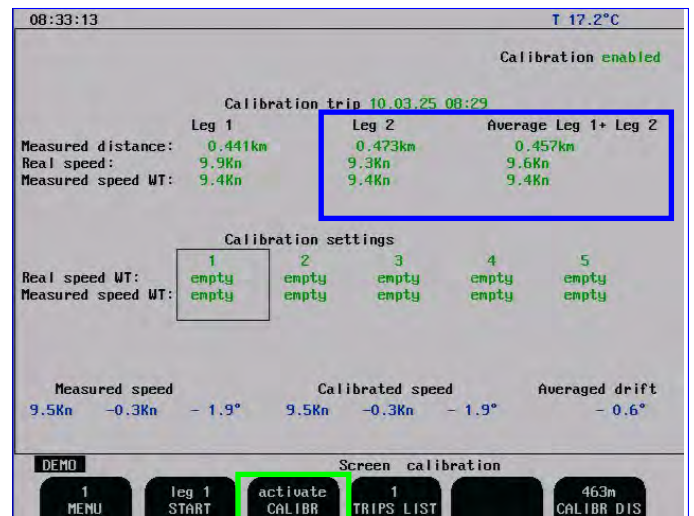 08:33:13 T 17.2°C
Calibration enabled
Calibration trip 10.03.25 08:29
Leg 1 Leg 2 Average Leg 1+ Leg 2
Measured distance: 0.441km 0.473km 0.457km
Real speed: 9.9Kn 9.3Kn 9.6Kn
Measured speed WT: 9.4Kn 9.4Kn 9.4Kn
Calibration settings
1 2 3 4 5
Real speed WT: empty empty empty empty empty
Measured speed WT: empty empty empty empty empty
Measured speed Calibrated speed Averaged drift
9.5Kn -0.3Kn - 1.9° 9.5Kn -0.3Kn - 1.9° - 0.6°
DEMO Screen calibration
1 leg 1 activate 1 463m
MENU START CALIBR TRIPS LIST CALIBR DIS